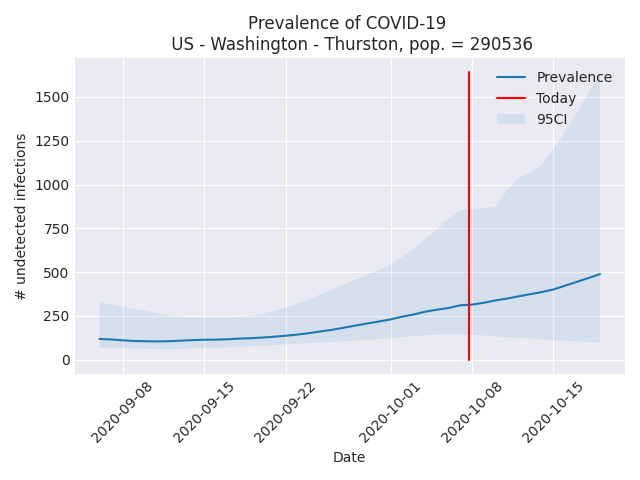 Prevalence of COVID-19
US - Washington - Thurston, pop. = 290536
Prevalence
Today
95CI
1500
1250
1000
750
500
250
0
# undetected infections
2020-09-08
2020-09-15
2020-09-22
2020-10-01
2020-10-08
2020-10-15
Date